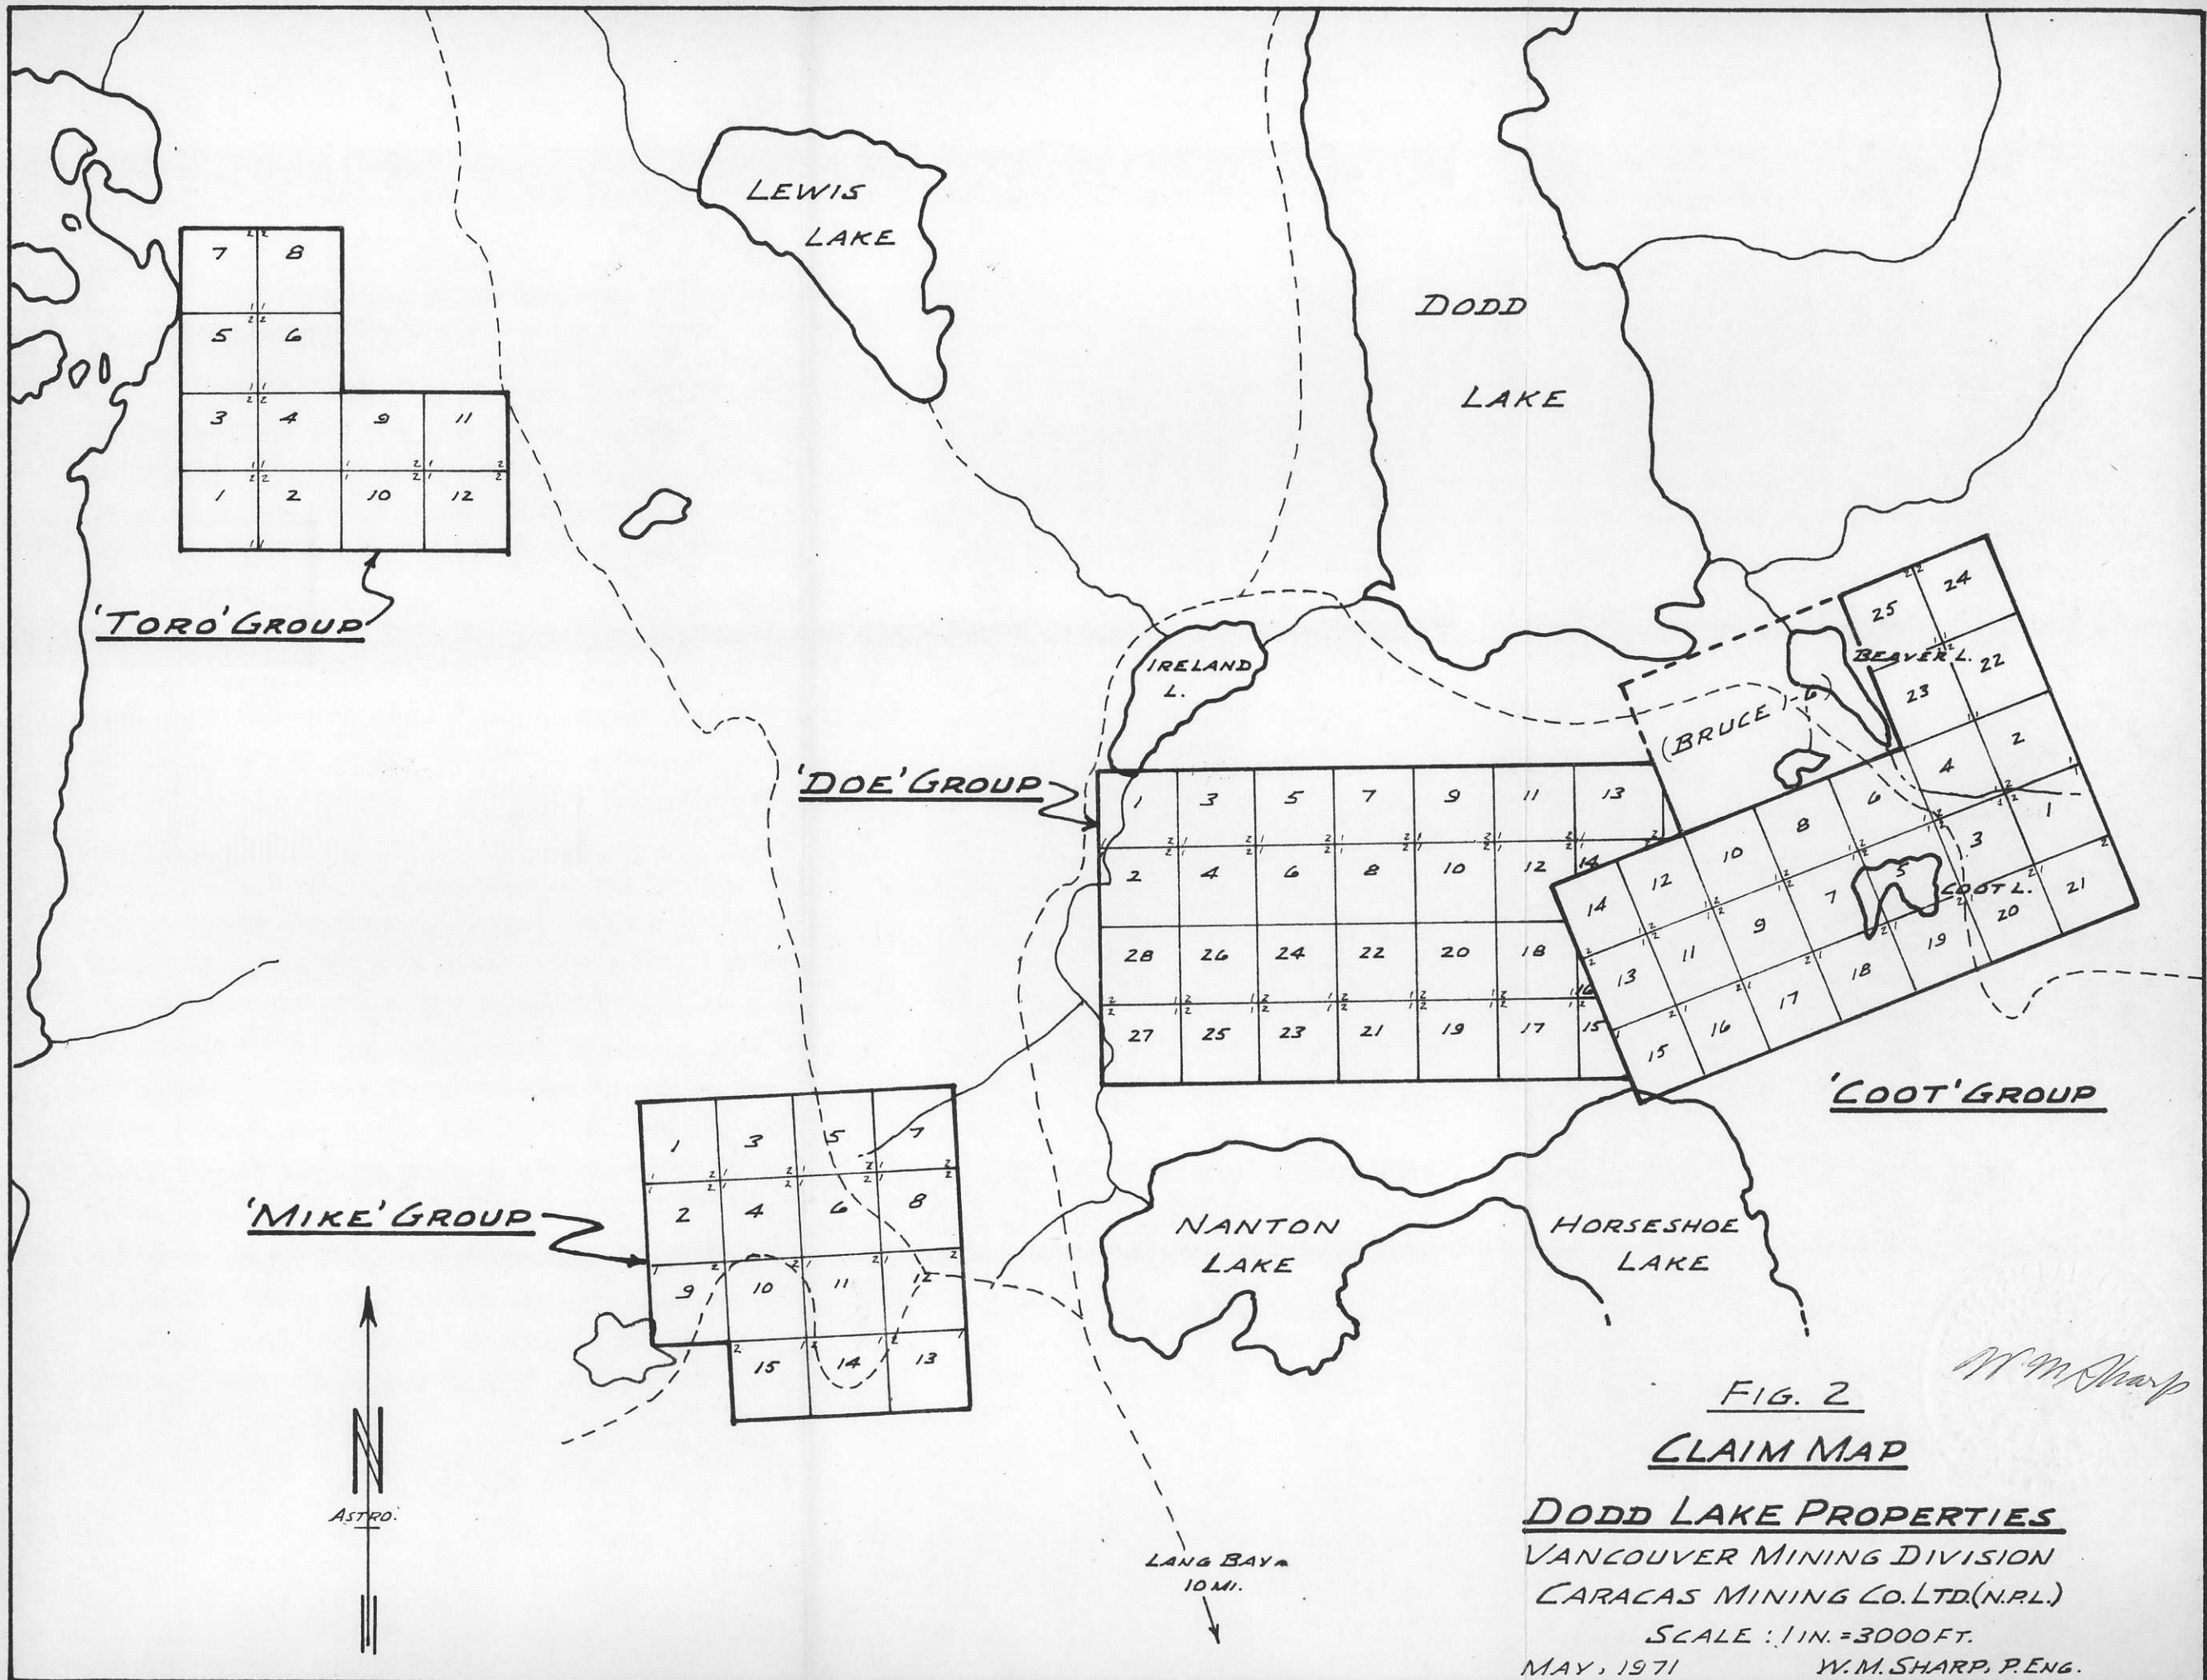 LEWIS
LAKE
DODD
LAKE
7 8
5 6
3 4 9 11
1 2 10 12
'TORO' GROUP
IRELAND
L.
25 24
BEAVER L.
23 22
(BRUCE 1-6)
4 2
'DOE' GROUP
1 3 5 7 9 11 13
2 4 6 8 10 12 14
28 26 24 22 20 18 16
27 25 23 21 19 17 15
14 12 10 8 6
13 11 9 7 5 3 1
COOT L.
15 16 17 18 19 20 21
'COOT' GROUP
1 3 5 7
2 4 6 8
9 10 11 12
15 14 13
'MIKE' GROUP
NANTON
LAKE
HORSESHOE
LAKE
N
ASTRO.
LANG BAY
10 MI.
W M Sharp
FIG. 2
CLAIM MAP
DODD LAKE PROPERTIES
VANCOUVER MINING DIVISION
CARACAS MINING CO. LTD. (N.P.L.)
SCALE : 1 IN. = 3000 FT.
MAY, 1971 W. M. SHARP, P. ENG.